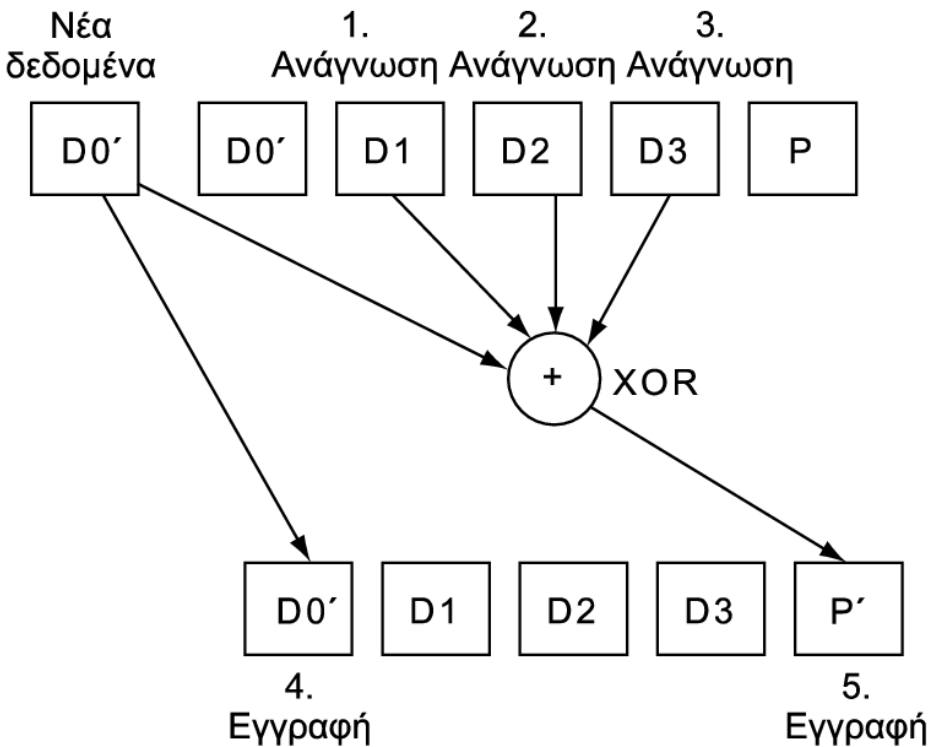 Νέα
δεδομένα
1.
Ανάγνωση
2.
Ανάγνωση
3.
Ανάγνωση
D0´ D0´ D1 D2 D3 P
+ XOR
D0´ D1 D2 D3 P´
4.
Εγγραφή
5.
Εγγραφή